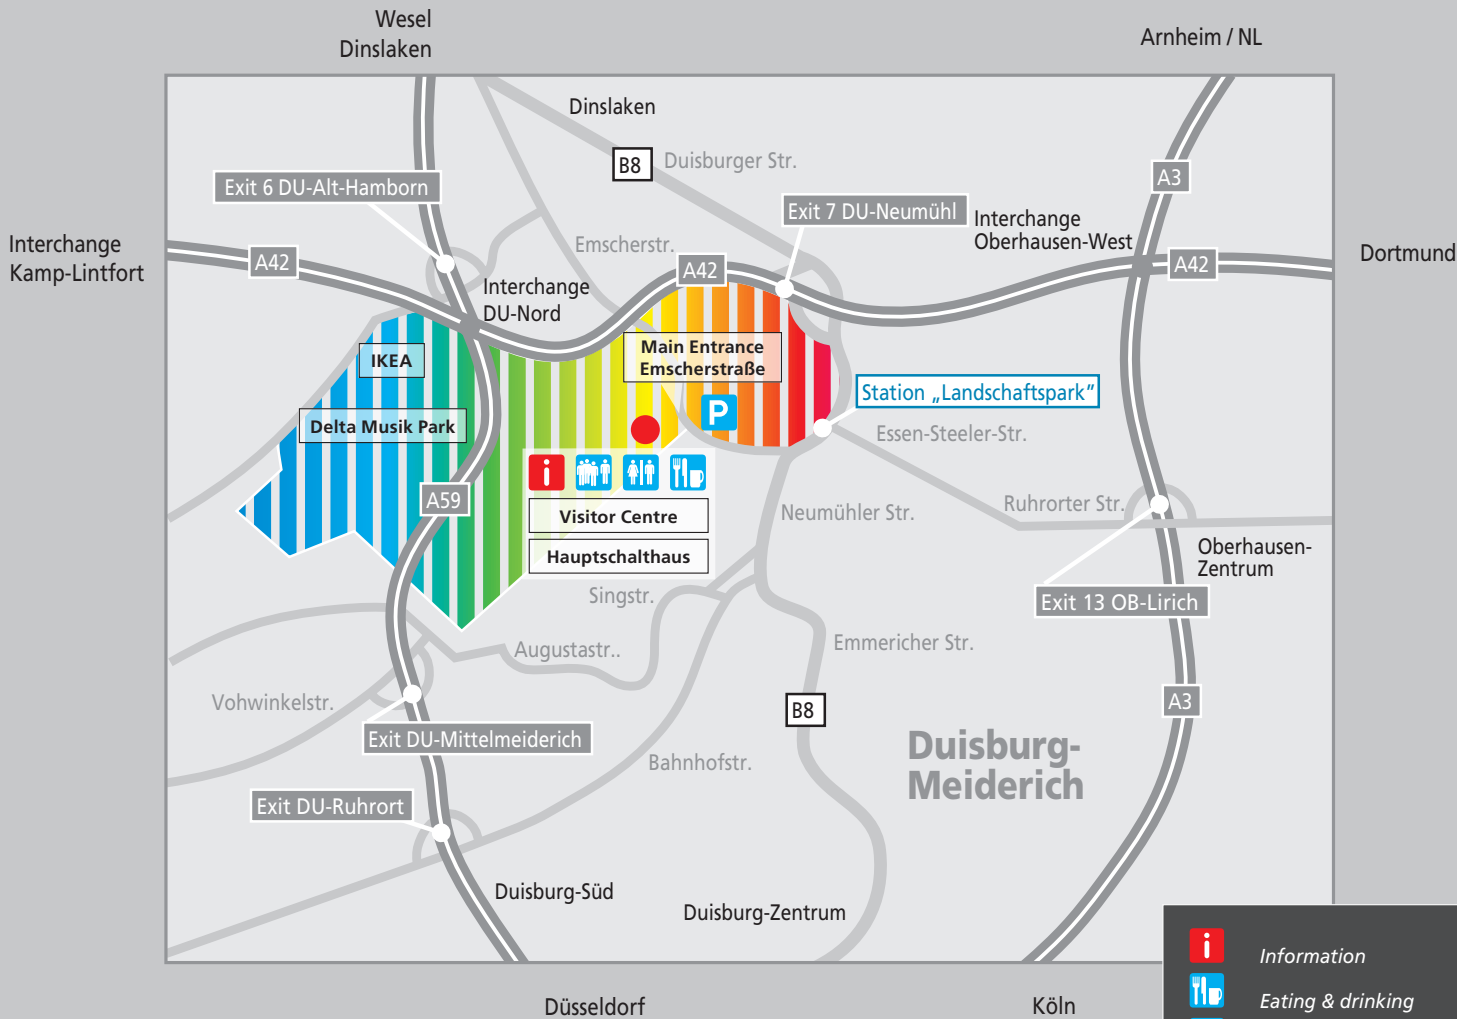 Wesel
Dinslaken
Arnheim / NL
Dinslaken
B8
Duisburger Str.
Exit 6 DU-Alt-Hamborn
A3
Exit 7 DU-Neumühl
Interchange
Oberhausen-West
Emscherstr.
Interchange
Kamp-Lintfort
A42
A42
A42
Dortmund
Interchange
DU-Nord
IKEA
Main Entrance
Emscherstraße
Station „Landschaftspark”
P
Delta Musik Park
Essen-Steeler-Str.
i
A59
Ruhrorter Str.
Visitor Centre
Neumühler Str.
Hauptschalthaus
Oberhausen-
Zentrum
Singstr.
Exit 13 OB-Lirich
Augustastr..
Emmericher Str.
Vohwinkelstr.
B8
A3
Exit DU-Mittelmeiderich
Duisburg-
Meiderich
Bahnhofstr.
Exit DU-Ruhrort
Duisburg-Süd
Duisburg-Zentrum
i
Information
Eating & drinking
Düsseldorf
Köln